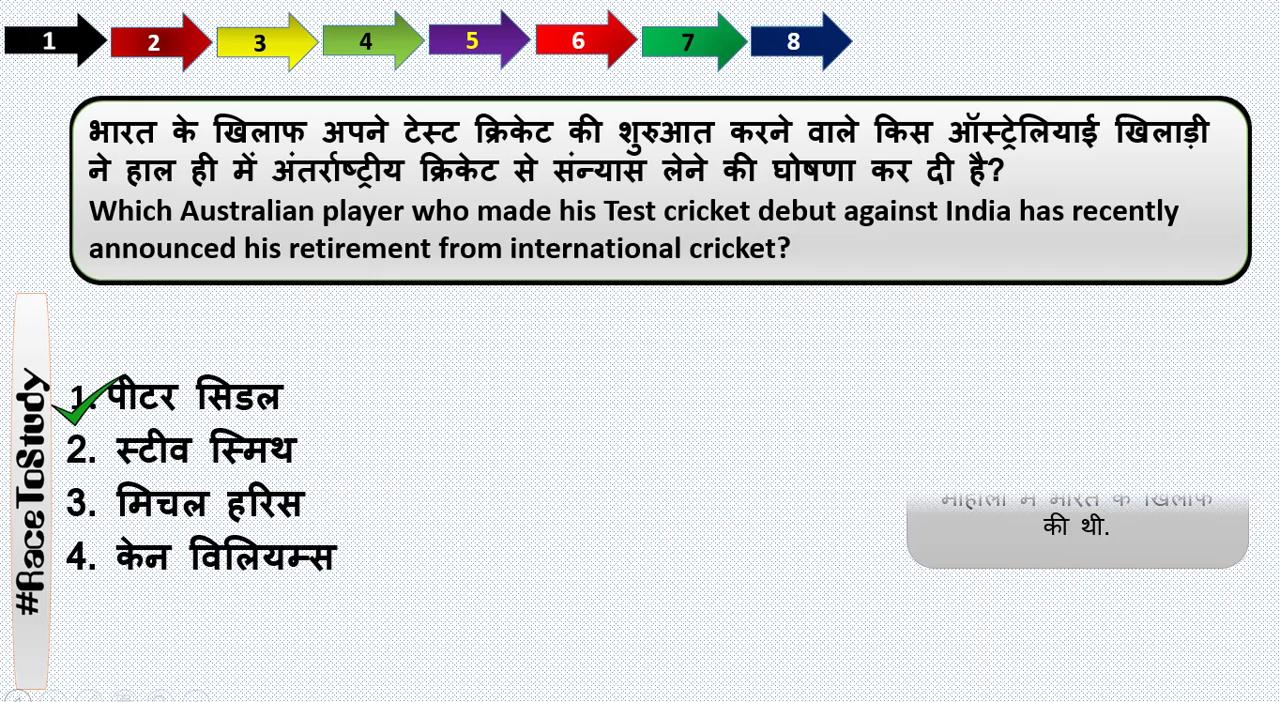 1 2 3 4 5 6 7 8
भारत के खिलाफ अपने टेस्ट क्रिकेट की शुरुआत करने वाले किस ऑस्ट्रेलियाई खिलाड़ी
ने हाल ही में अंतर्राष्ट्रीय क्रिकेट से संन्यास लेने की घोषणा कर दी है?
Which Australian player who made his Test cricket debut against India has recently
announced his retirement from international cricket?
#RaceToStudy
1. पीटर सिडल
2. स्टीव स्मिथ
3. मिचल हरिस
4. केन विलियम्स
में भारत के खिलाफ
की थी.